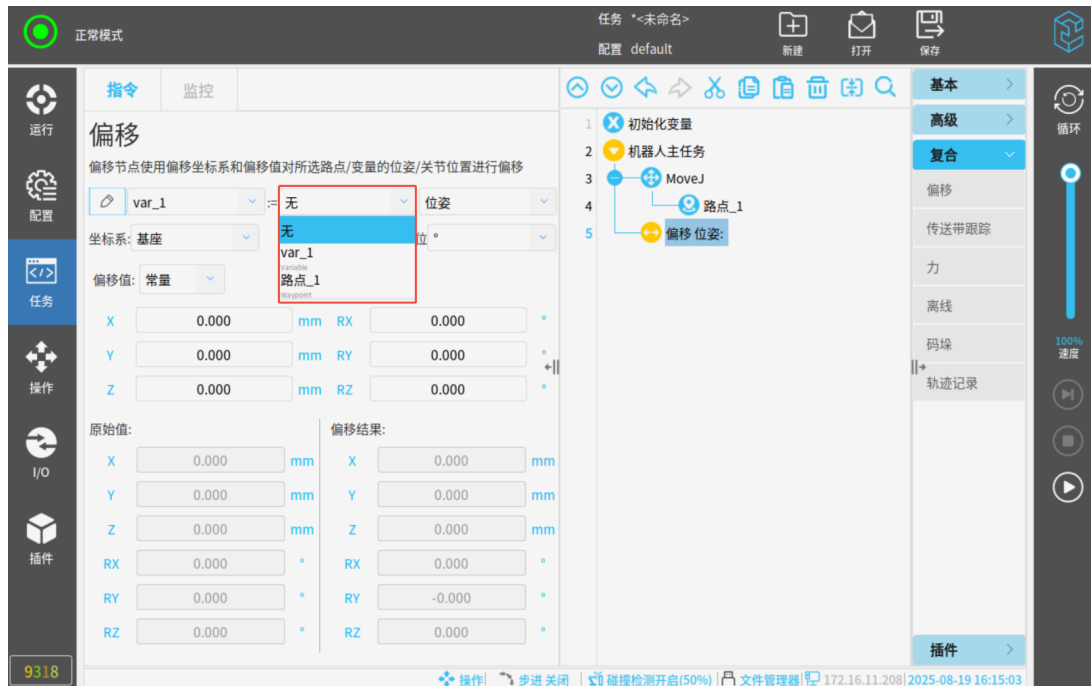 正常模式
任务 *<未命名>
配置 default
新建 打开 保存
运行
配置
任务
操作
I/O
插件
9318
指令 监控
偏移
偏移节点使用偏移坐标系和偏移值对所选路点/变量的位姿/关节位置进行偏移
var_1 := 无 位姿
坐标系: 基座 位 °
无
var_1
Variable
路点_1
Waypoint
偏移值: 常量
X 0.000 mm RX 0.000 °
Y 0.000 mm RY 0.000 °
Z 0.000 mm RZ 0.000 °
原始值: 偏移结果:
X 0.000 mm X 0.000 mm
Y 0.000 mm Y 0.000 mm
Z 0.000 mm Z 0.000 mm
RX 0.000 ° RX 0.000 °
RY 0.000 ° RY -0.000 °
RZ 0.000 ° RZ 0.000 °
1 初始化变量
2 机器人主任务
3 MoveJ
4 路点_1
5 偏移 位姿:
基本
高级
复合
偏移
传送带跟踪
力
离线
码垛
轨迹记录
插件
循环
100%
速度
操作 步进 关闭 碰撞检测开启(50%) 文件管理器 172.16.11.208 2025-08-19 16:15:03